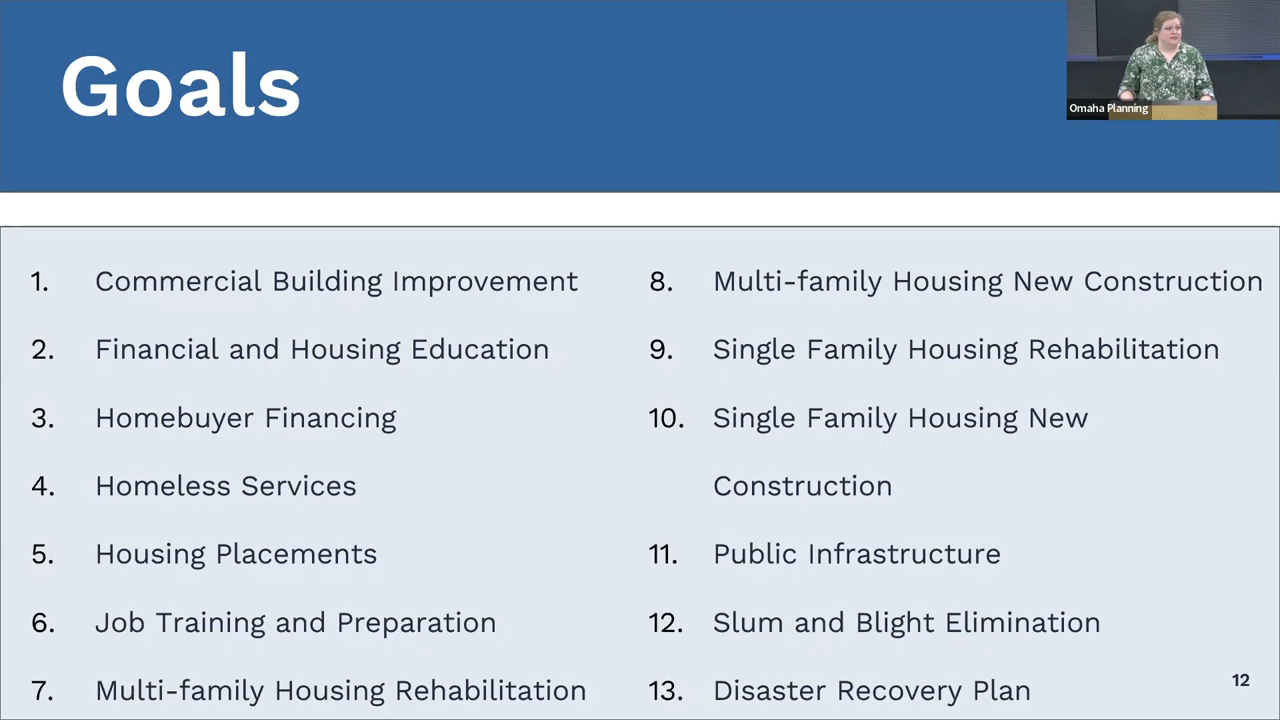 Goals
Omaha Planning
1. Commercial Building Improvement
2. Financial and Housing Education
3. Homebuyer Financing
4. Homeless Services
5. Housing Placements
6. Job Training and Preparation
7. Multi-family Housing Rehabilitation
8. Multi-family Housing New Construction
9. Single Family Housing Rehabilitation
10. Single Family Housing New
Construction
11. Public Infrastructure
12. Slum and Blight Elimination
13. Disaster Recovery Plan
12